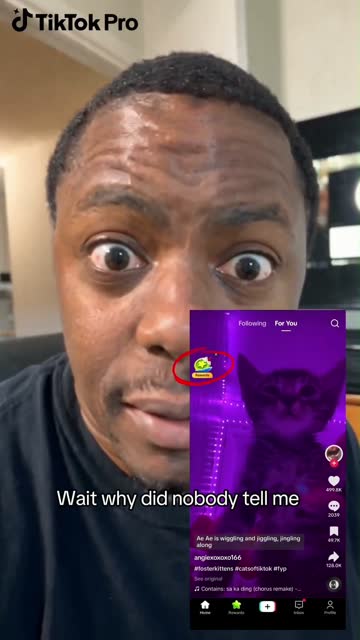 TikTok Pro
Following For You
Rewards
Wait why did nobody tell me
499.8K
2039
49.7K
Ae Ae is wiggling and jiggling, jingling
along
angiexoxoxo166
#fosterkittens #catsoftiktok #fyp
See original
128.0K
Contains: sa ka ding (chorus remake) -...
Home Rewards Inbox Profile